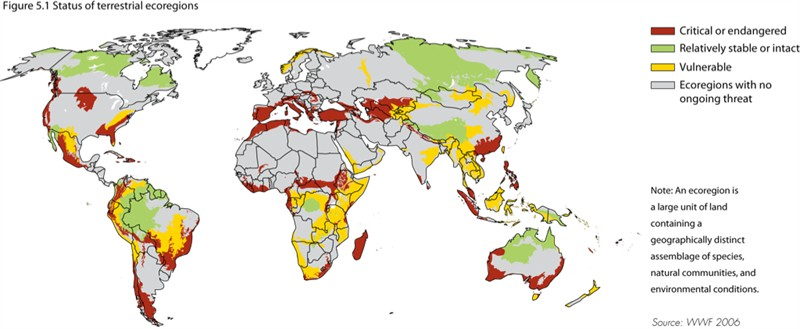 Figure 5.1 Status of terrestrial ecoregions
Critical or endangered
Relatively stable or intact
Vulnerable
Ecoregions with no
ongoing threat
Note: An ecoregion is
a large unit of land
containing a
geographically distinct
assemblage of species,
natural communities, and
environmental conditions.
Source: WWF 2006